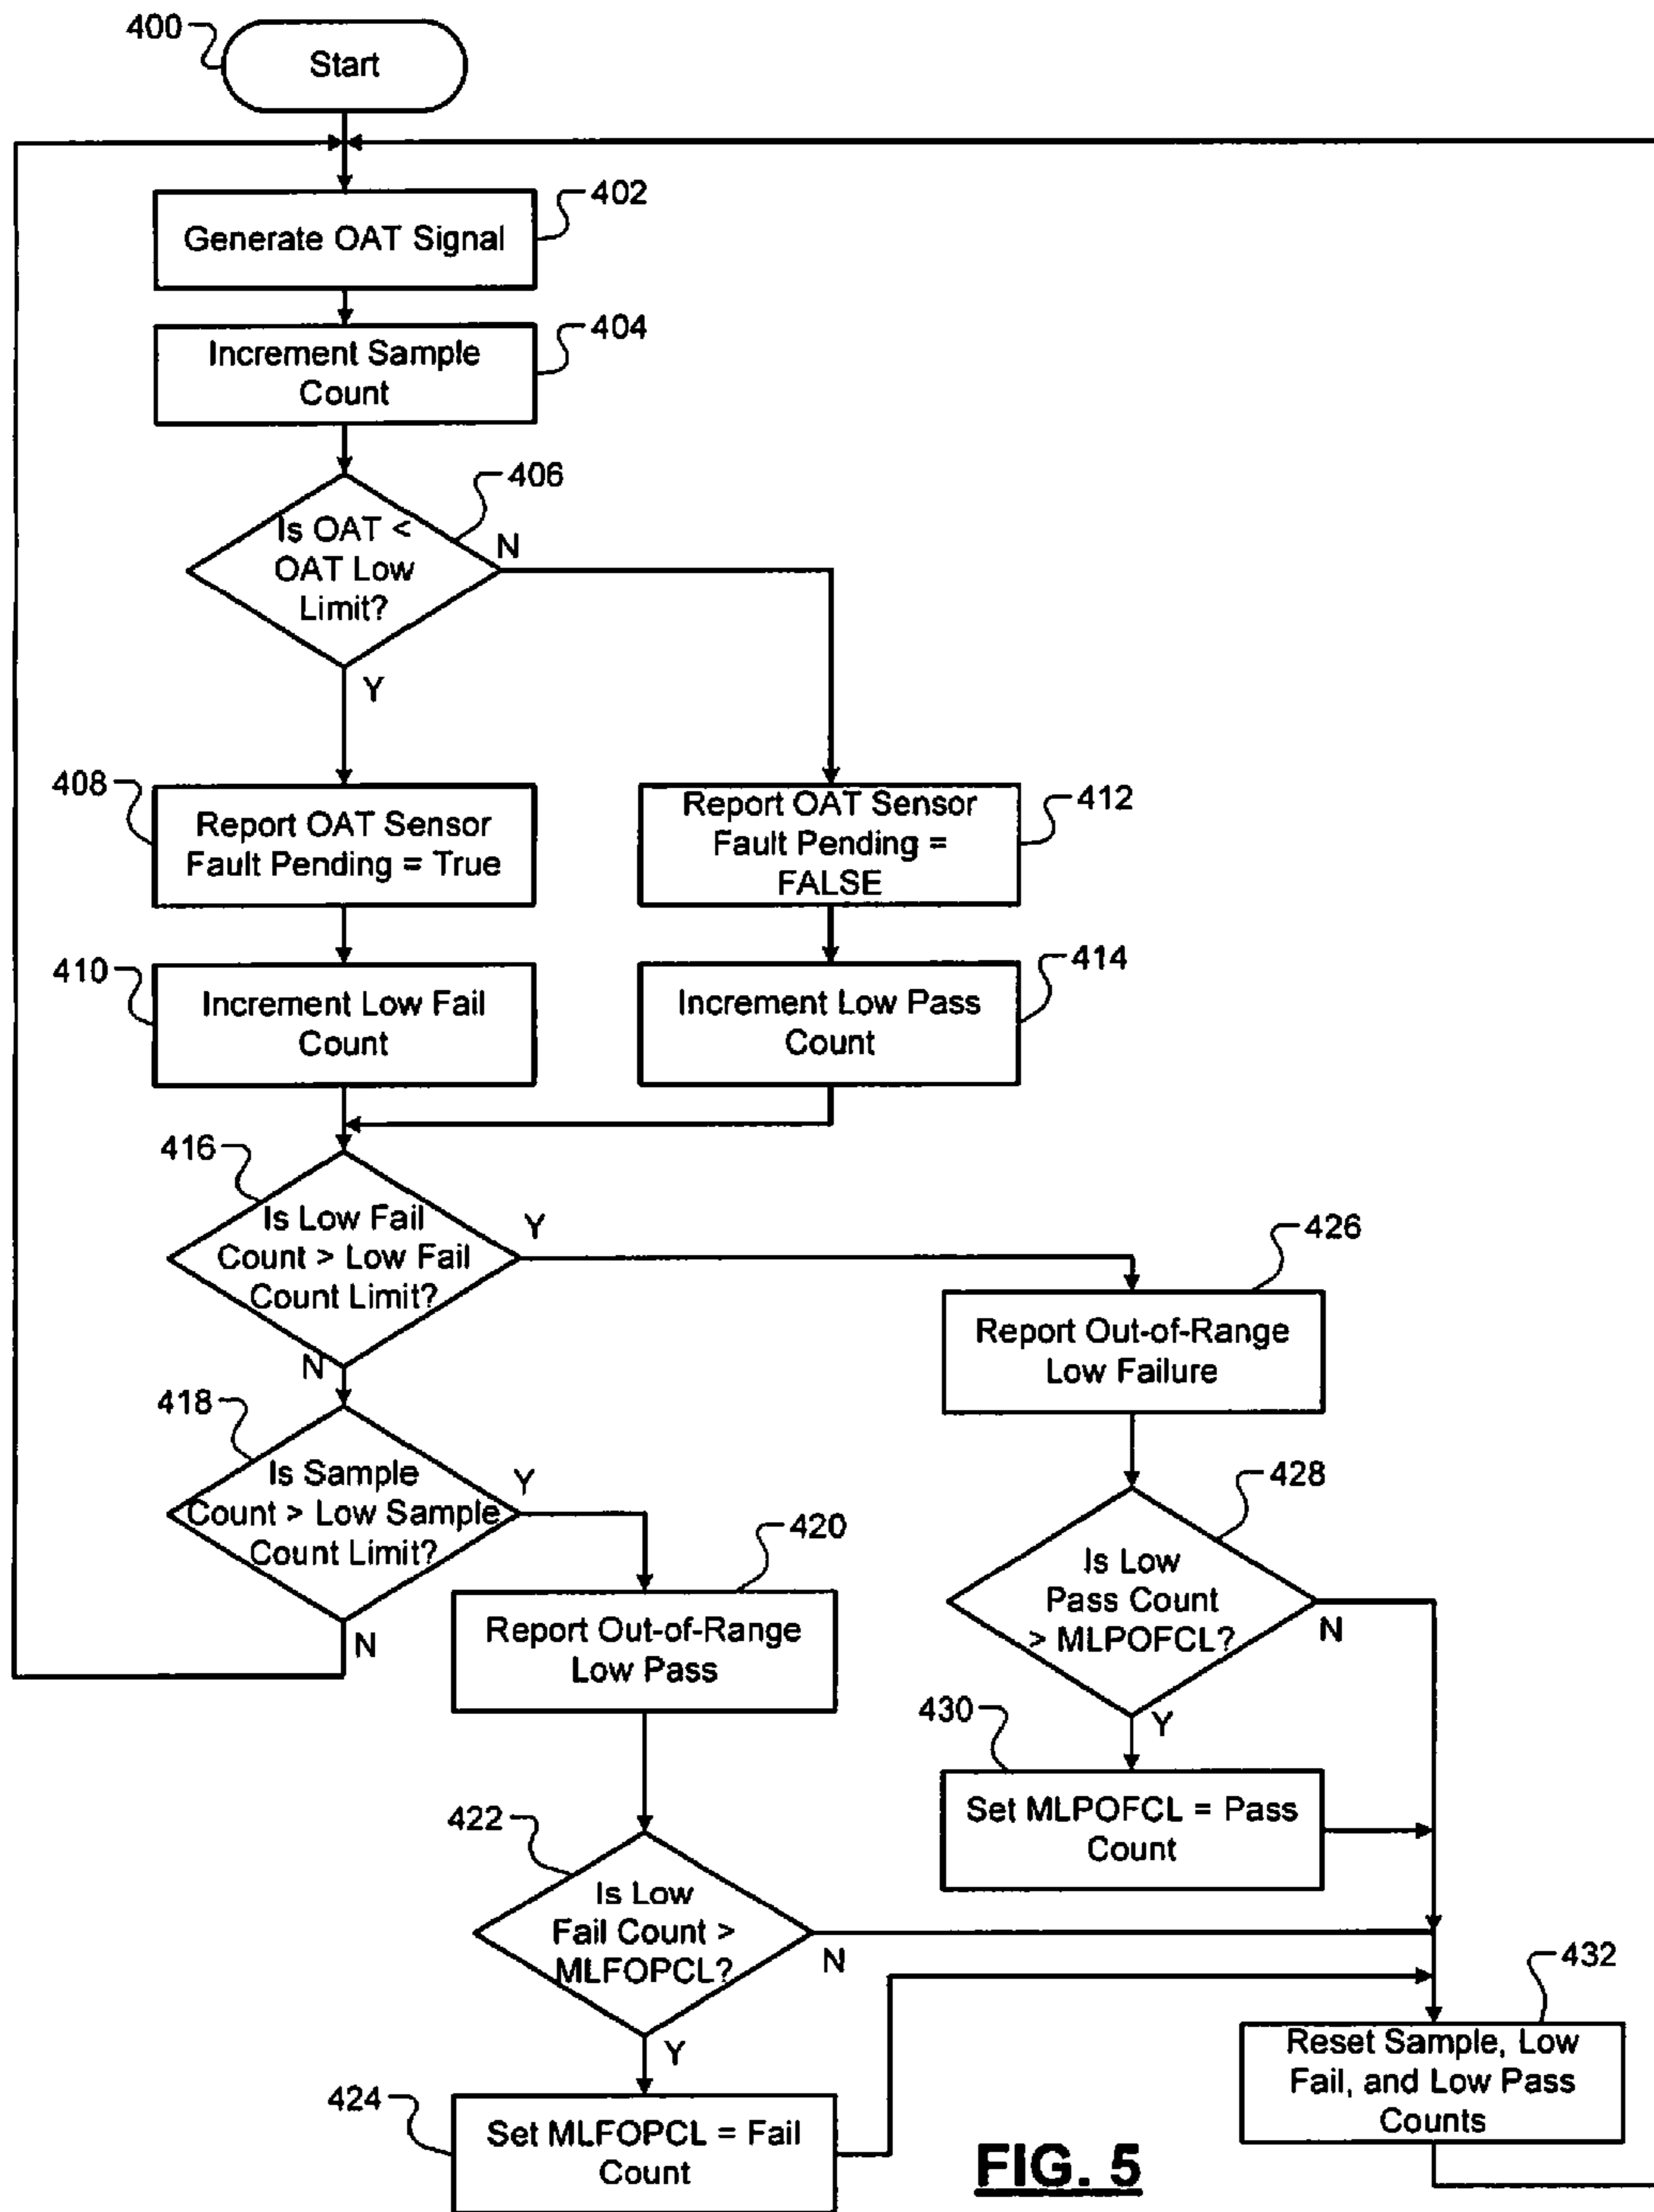 400
Start
402
Generate OAT Signal
404
Increment Sample
Count
406
Is OAT <
OAT Low
Limit?
N
Y
408
Report OAT Sensor
Fault Pending = True
Report OAT Sensor
Fault Pending =
FALSE
412
410
Increment Low Fail
Count
Increment Low Pass
Count
414
416
Is Low Fail
Count > Low Fail
Count Limit?
Y
N
426
Report Out-of-Range
Low Failure
418
Is Sample
Count > Low Sample
Count Limit?
Y
N
420
Report Out-of-Range
Low Pass
428
Is Low
Pass Count
> MLPOFCL?
N
Y
430
Set MLPOFCL = Pass
Count
422
Is Low
Fail Count >
MLFOPCL?
N
Y
424
Set MLFOPCL = Fail
Count
432
Reset Sample, Low
Fail, and Low Pass
Counts
FIG. 5